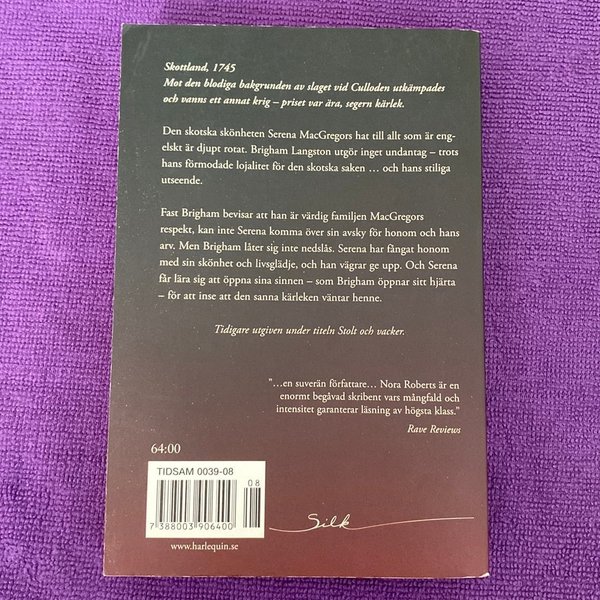 Skottland, 1745
Mot den blodiga bakgrunden av slaget vid Culloden utkämpades
och vanns ett annat krig – priset var ära, segern kärlek.
Den skotska skönheten Serena MacGregors hat till allt som är eng-
elskt är djupt rotat. Brigham Langston utgör inget undantag – trots
hans förmodade lojalitet för den skotska saken … och hans stiliga
utseende.
Fast Brigham bevisar att han är värdig familjen MacGregors
respekt, kan inte Serena komma över sin avsky för honom och hans
arv. Men Brigham låter sig inte nedslås. Serena har fångat honom
med sin skönhet och livsglädje, och han vägrar ge upp. Och Serena
får lära sig att öppna sina sinnen – som Brigham öppnar sitt hjärta
– för att inse att den sanna kärleken väntar henne.
Tidigare utgiven under titeln Stolt och vacker.
"…en suverän författare… Nora Roberts är en
enormt begåvad skribent vars mångfald och
intensitet garanterar läsning av högsta klass."
Rave Reviews
64:00
TIDSAM 0039-08
08
7 388003 906400
www.harlequin.se
Silk